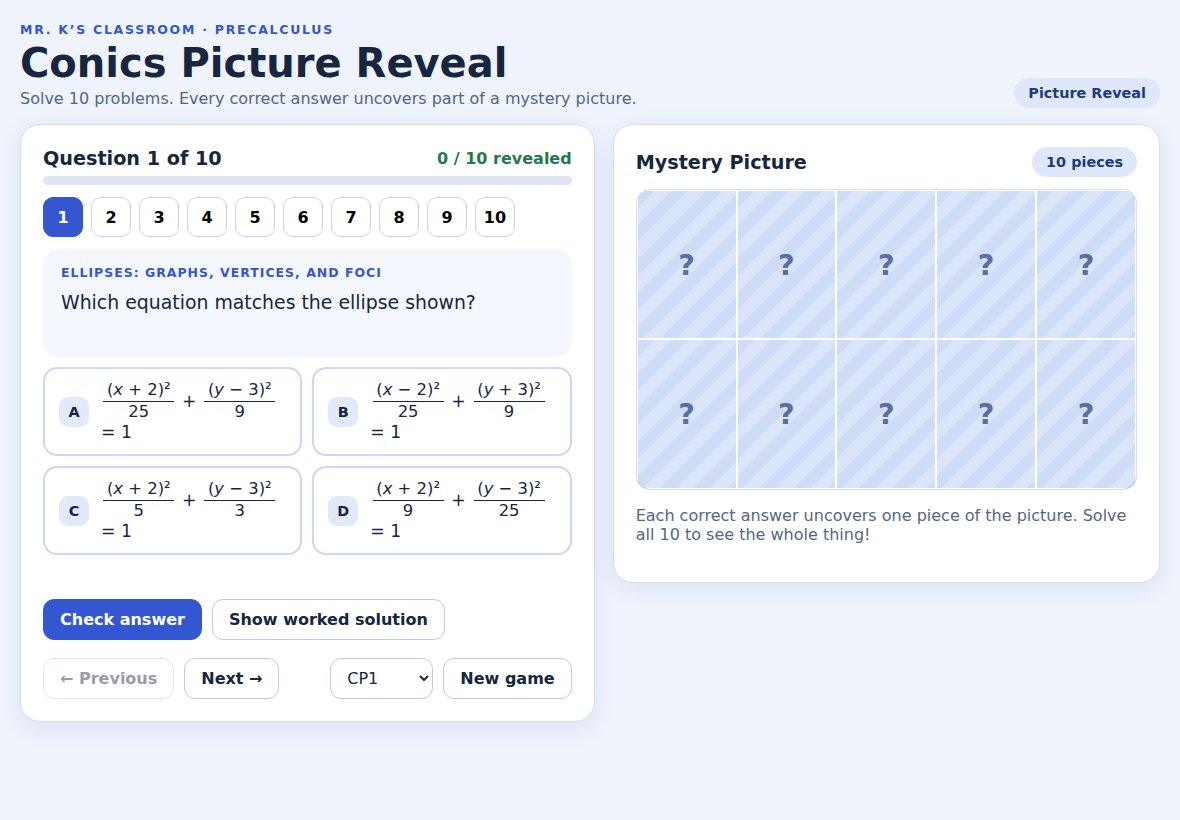 MR. K’S CLASSROOM · PRECALCULUS
Conics Picture Reveal
Solve 10 problems. Every correct answer uncovers part of a mystery picture.
Picture Reveal
Question 1 of 10
0 / 10 revealed
1 2 3 4 5 6 7 8 9 10
ELLIPSES: GRAPHS, VERTICES, AND FOCI
Which equation matches the ellipse shown?
A (x + 2)²/25 + (y − 3)²/9 = 1
B (x − 2)²/25 + (y + 3)²/9 = 1
C (x + 2)²/5 + (y − 3)²/3 = 1
D (x + 2)²/9 + (y − 3)²/25 = 1
Check answer
Show worked solution
← Previous
Next →
CP1
New game
Mystery Picture
10 pieces
? ? ? ? ?
? ? ? ? ?
Each correct answer uncovers one piece of the picture. Solve
all 10 to see the whole thing!